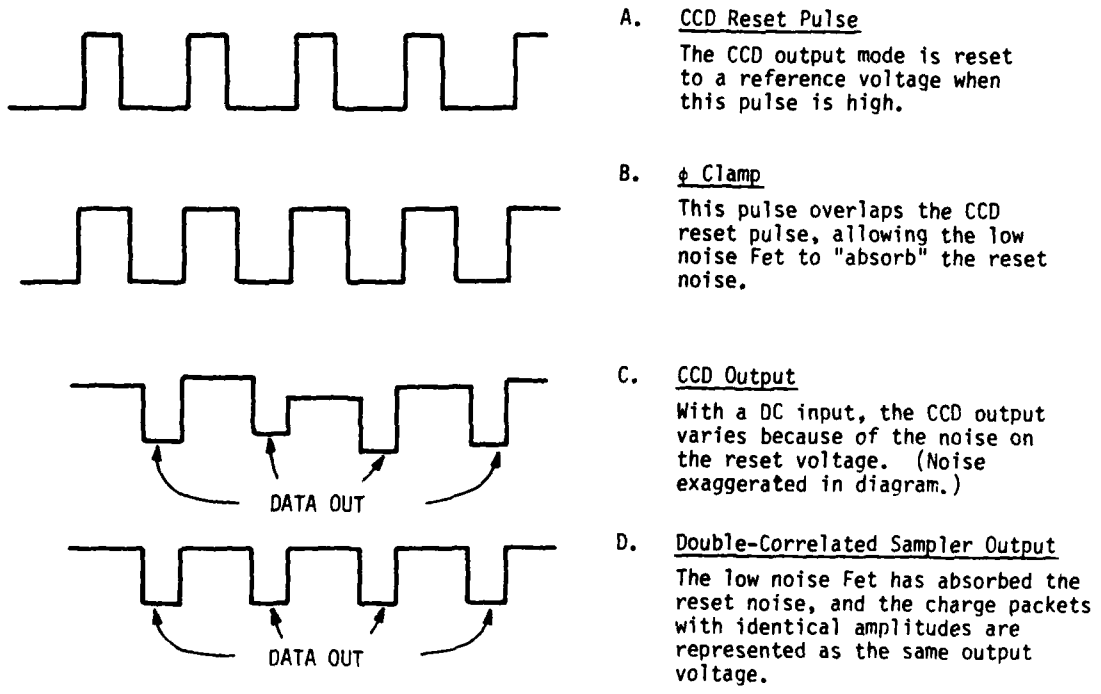 A. CCD Reset Pulse
The CCD output mode is reset
to a reference voltage when
this pulse is high.
B. ϕ Clamp
This pulse overlaps the CCD
reset pulse, allowing the low
noise Fet to "absorb" the reset
noise.
C. CCD Output
With a DC input, the CCD output
varies because of the noise on
the reset voltage. (Noise
exaggerated in diagram.)
DATA OUT
D. Double-Correlated Sampler Output
The low noise Fet has absorbed the
reset noise, and the charge packets
with identical amplitudes are
represented as the same output
voltage.
DATA OUT